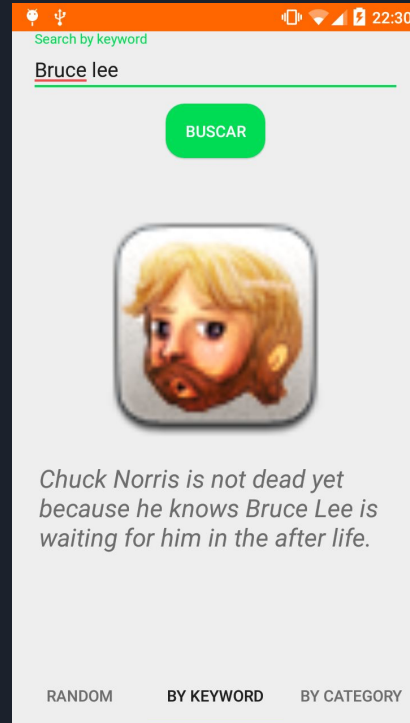 22:30
Search by keyword
Bruce lee
BUSCAR
Chuck Norris is not dead yet
because he knows Bruce Lee is
waiting for him in the after life.
RANDOM BY KEYWORD BY CATEGORY